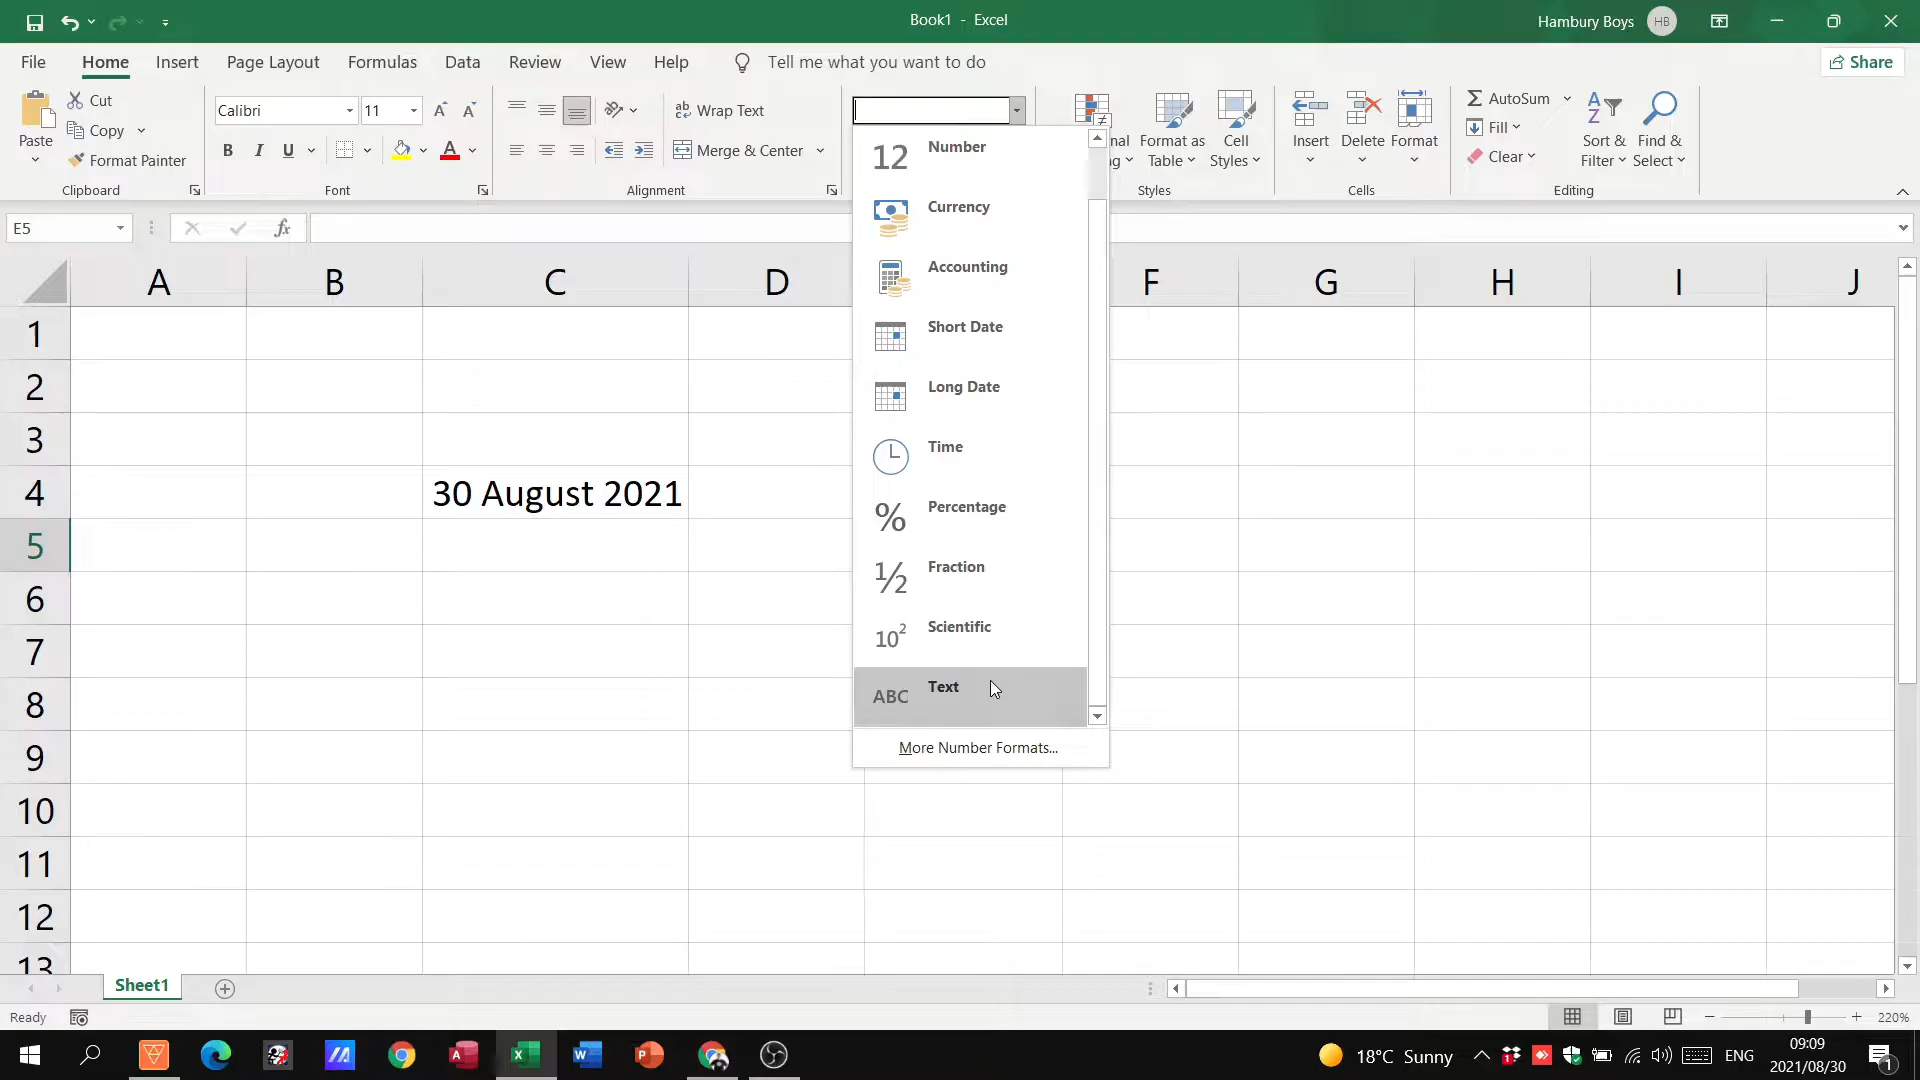 Book1 - Excel
Hambury Boys
HB
File
Home
Insert
Page Layout
Formulas
Data
Review
View
Help
Tell me what you want to do
Share
Paste
Cut
Copy
Format Painter
Clipboard
Calibri
11
B
I
U
Font
Wrap Text
Merge & Center
Alignment
Format as
Table
Cell
Styles
Styles
Insert
Delete
Format
Cells
AutoSum
Fill
Clear
Sort &
Filter
Find &
Select
Editing
E5
fx
12 Number
Currency
Accounting
Short Date
Long Date
Time
% Percentage
½ Fraction
10² Scientific
ABC Text
More Number Formats...
A
B
C
D
F
G
H
I
J
1
2
3
4
30 August 2021
5
6
7
8
9
10
11
12
13
Sheet1
Ready
220%
18°C Sunny
ENG
09:09
2021/08/30
1